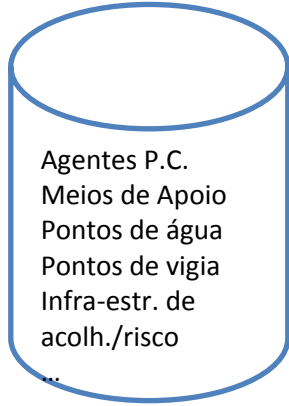 Agentes P.C.
Meios de Apoio
Pontos de água
Pontos de vigia
Infra-estr. de
acolh./risco
...